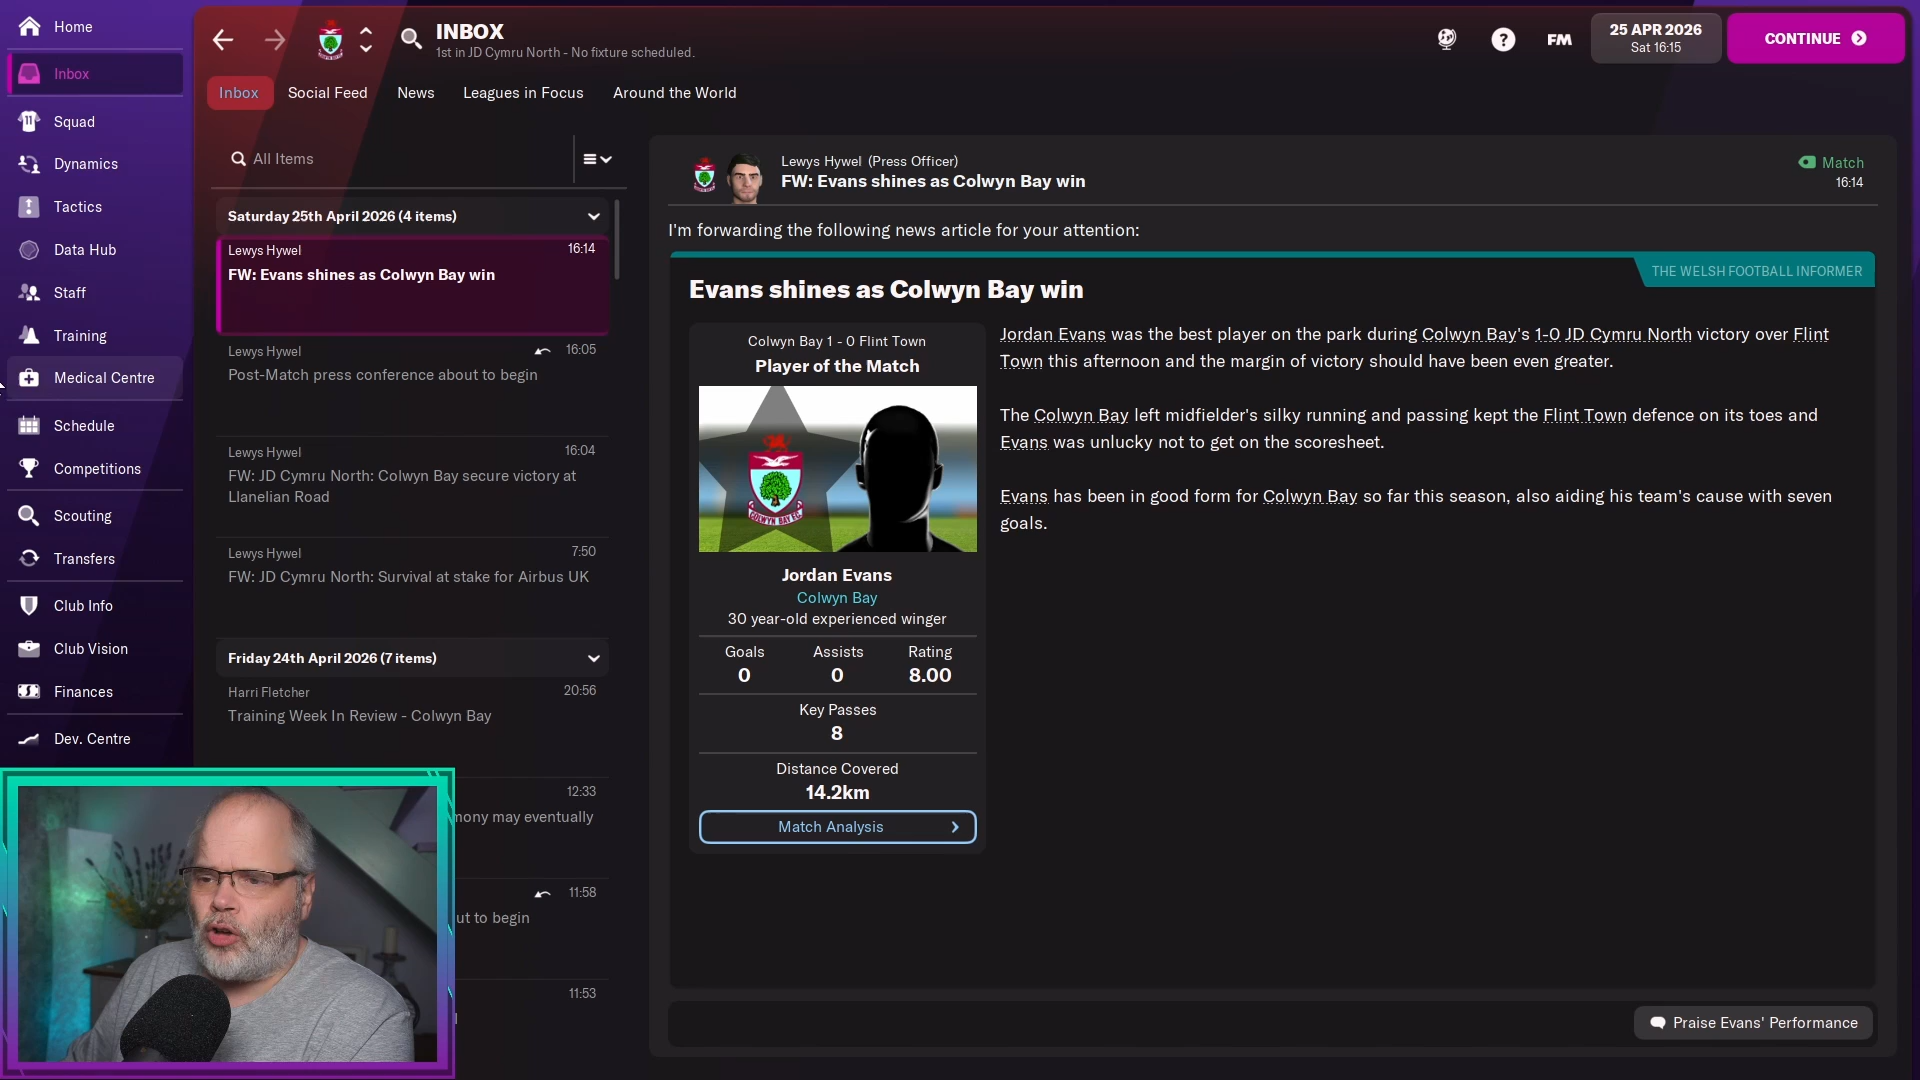 Home
Inbox
Squad
Dynamics
Tactics
Data Hub
Staff
Training
Medical Centre
Schedule
Competitions
Scouting
Transfers
Club Info
Club Vision
Finances
Dev. Centre
INBOX
1st in JD Cymru North - No fixture scheduled.
FM
25 APR 2026
Sat 16:15
CONTINUE
Inbox
Social Feed
News
Leagues in Focus
Around the World
All Items
Saturday 25th April 2026 (4 items)
Lewys Hywel 16:14
FW: Evans shines as Colwyn Bay win
Lewys Hywel 16:05
Post-Match press conference about to begin
Lewys Hywel 16:04
FW: JD Cymru North: Colwyn Bay secure victory at
Llanelian Road
Lewys Hywel 7:50
FW: JD Cymru North: Survival at stake for Airbus UK
Friday 24th April 2026 (7 items)
Harri Fletcher 20:56
Training Week In Review - Colwyn Bay
12:33
mony may eventually
11:58
ut to begin
11:53
Lewys Hywel (Press Officer)
FW: Evans shines as Colwyn Bay win
Match
16:14
I'm forwarding the following news article for your attention:
THE WELSH FOOTBALL INFORMER
Evans shines as Colwyn Bay win
Colwyn Bay 1 - 0 Flint Town
Player of the Match
COLWYN BAY F.C.
Jordan Evans
Colwyn Bay
30 year-old experienced winger
Goals Assists Rating
0 0 8.00
Key Passes
8
Distance Covered
14.2km
Match Analysis
Jordan Evans was the best player on the park during Colwyn Bay's 1-0 JD Cymru North victory over Flint
Town this afternoon and the margin of victory should have been even greater.
The Colwyn Bay left midfielder's silky running and passing kept the Flint Town defence on its toes and
Evans was unlucky not to get on the scoresheet.
Evans has been in good form for Colwyn Bay so far this season, also aiding his team's cause with seven
goals.
Praise Evans' Performance